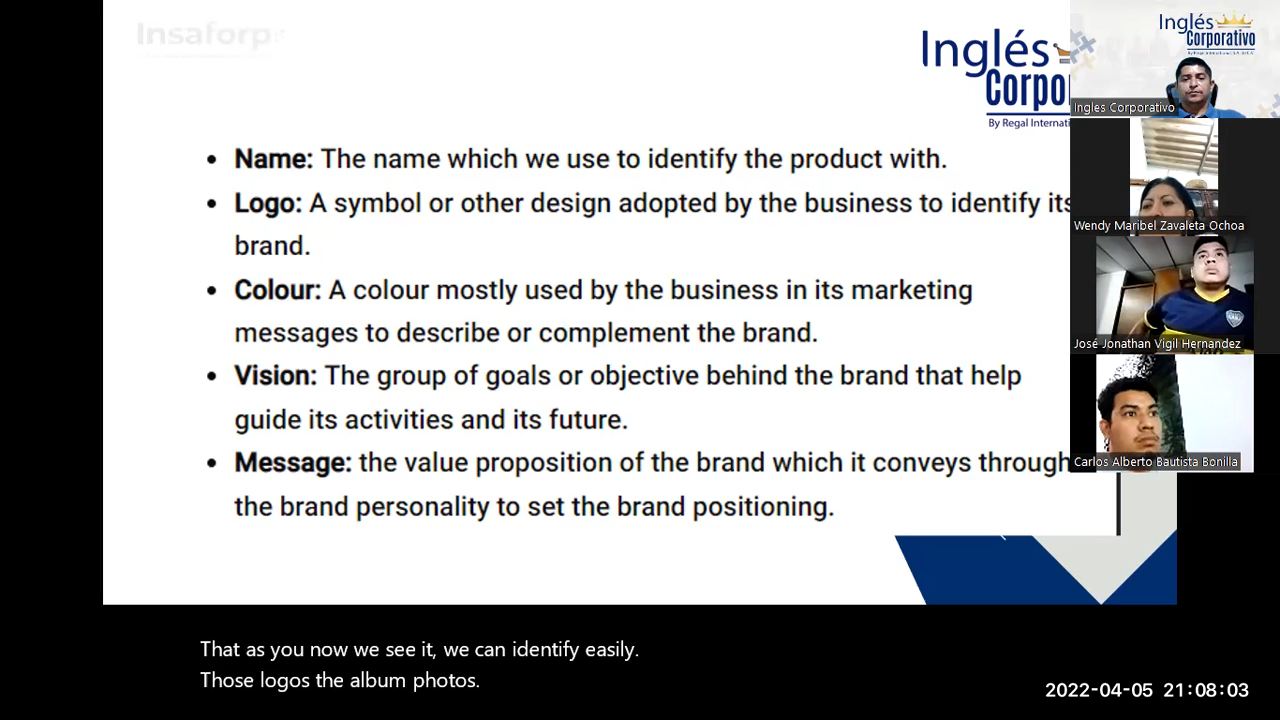 Insaforp
Inglés
Corpo
By Regal Internati
Name: The name which we use to identify the product with.
Logo: A symbol or other design adopted by the business to identify its
brand.
Colour: A colour mostly used by the business in its marketing
messages to describe or complement the brand.
Vision: The group of goals or objective behind the brand that help
guide its activities and its future.
Message: the value proposition of the brand which it conveys through
the brand personality to set the brand positioning.
Inglés
Corporativo
Ingles Corporativo
Wendy Maribel Zavaleta Ochoa
José Jonathan Vigil Hernandez
Carlos Alberto Bautista Bonilla
That as you now we see it, we can identify easily.
Those logos the album photos.
2022-04-05 21:08:03